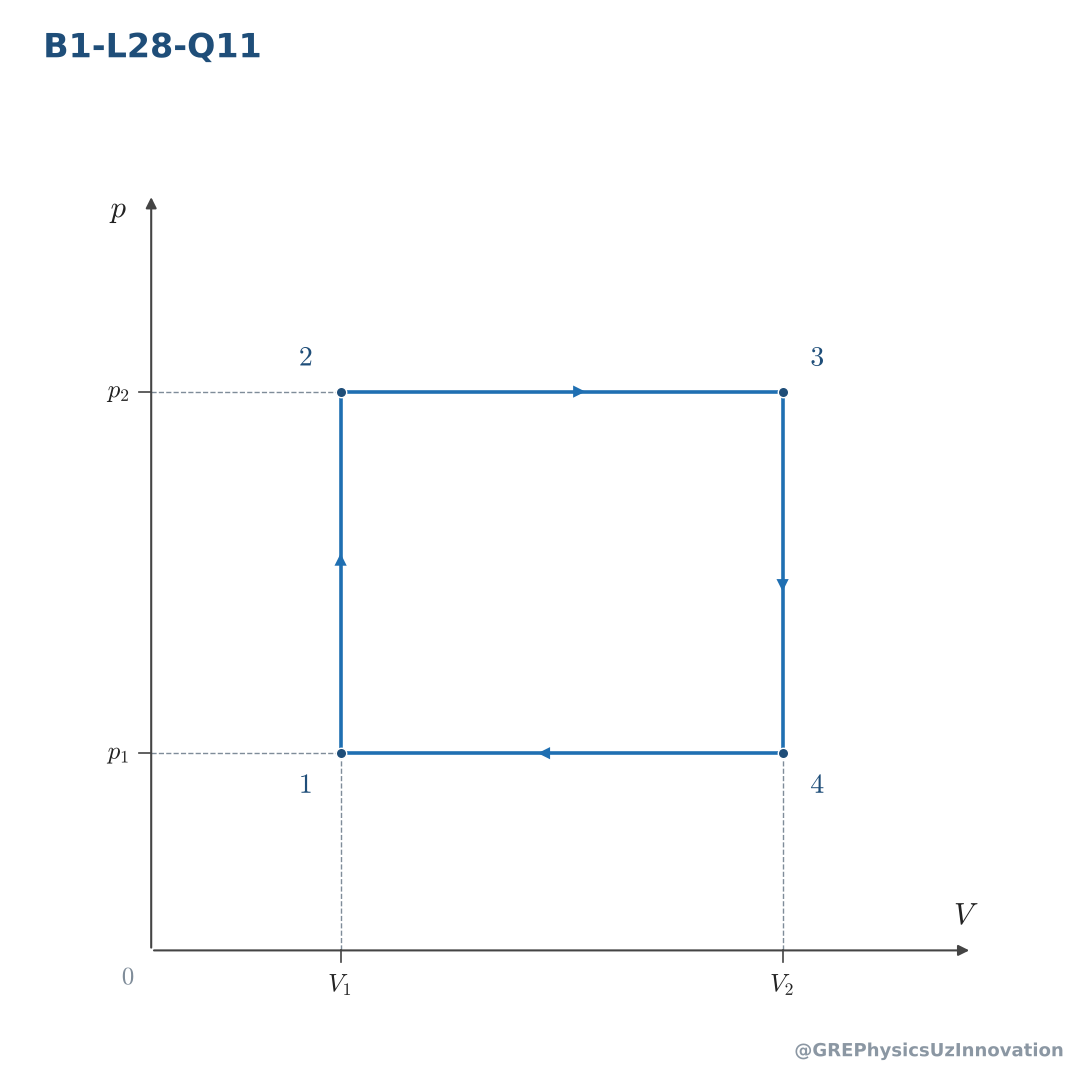 B1-L28-Q11
p
2 3
p₂
p₁
1 4
V
0
V₁ V₂
@GREPhysicsUzInnovation